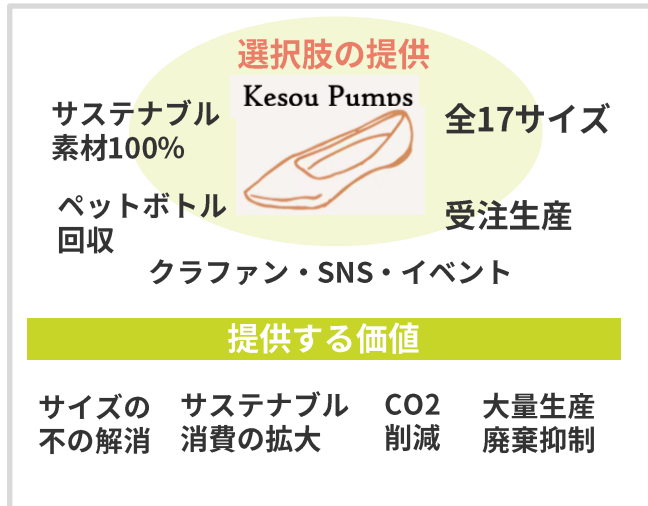 選択肢の提供
Kesou Pumps
サステナブル
素材100%
全17サイズ
ペットボトル
回収
受注生産
クラファン・SNS・イベント
提供する価値
サイズの
不の解消
サステナブル
消費の拡大
CO2
削減
大量生産
廃棄抑制